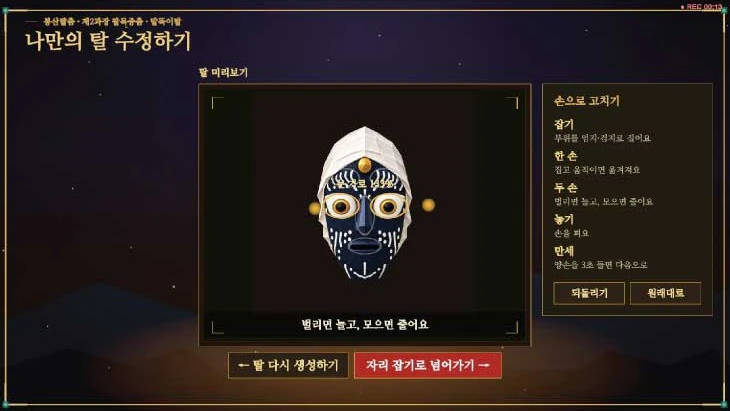 봉산탈춤 · 제2과장 팔목중춤 · 말뚝이탈
나만의 탈 수정하기
REC 00:13
탈 미리보기
손으로 고치기
잡기
부위를 엄지·검지로 집어요
한 손
집고 움직이면 옮겨져요
두 손
벌리면 늘고, 모으면 줄어요
놓기
손을 펴요
만세
양손을 3초 들면 다음으로
되돌리기
원래대로
벌리면 늘고, 모으면 줄어요
← 탈 다시 생성하기
자리 잡기로 넘어가기 →